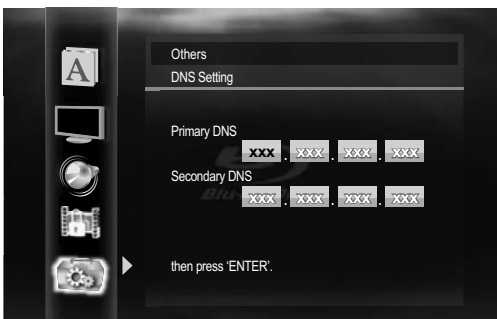 A
Others
DNS Setting
Primary DNS
xxx . xxx . xxx . xxx
Secondary DNS
xxx . xxx . xxx . xxx
then press 'ENTER'.